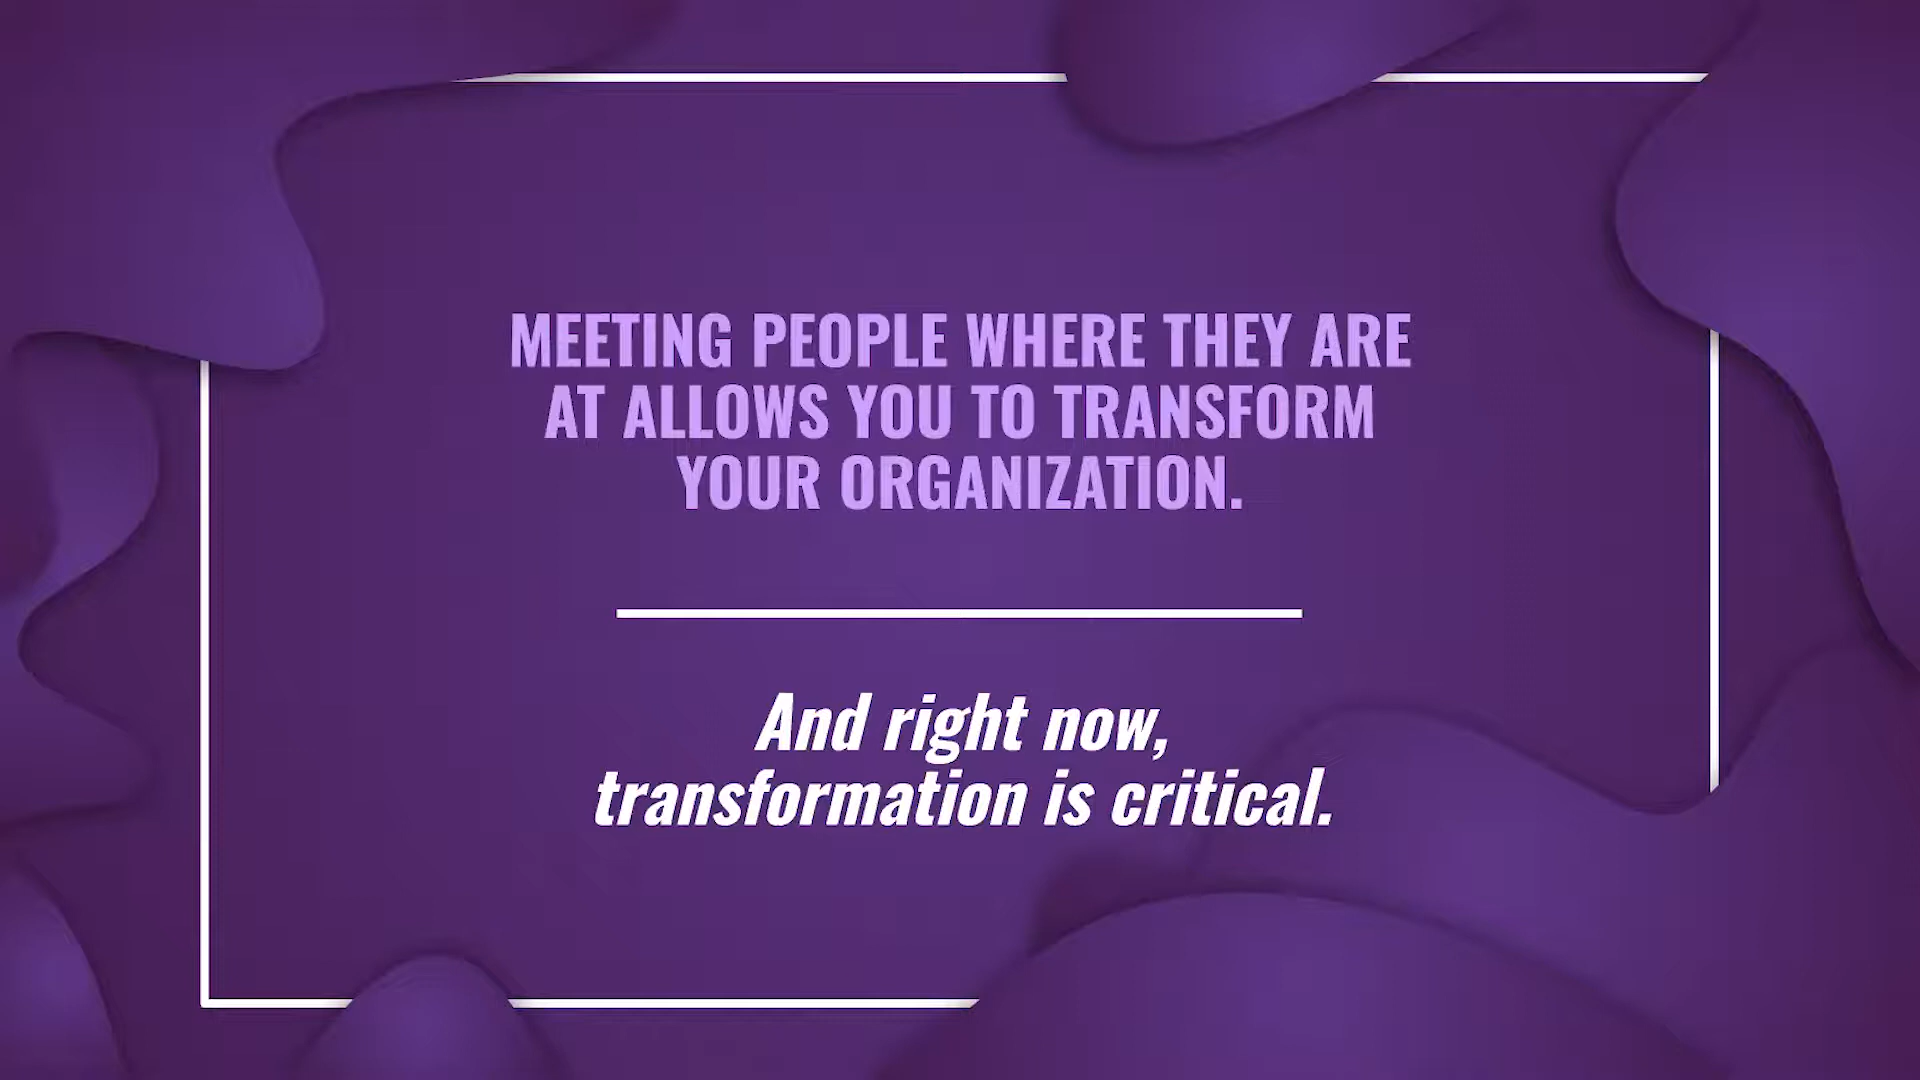 MEETING PEOPLE WHERE THEY ARE
AT ALLOWS YOU TO TRANSFORM
YOUR ORGANIZATION.
And right now,
transformation is critical.